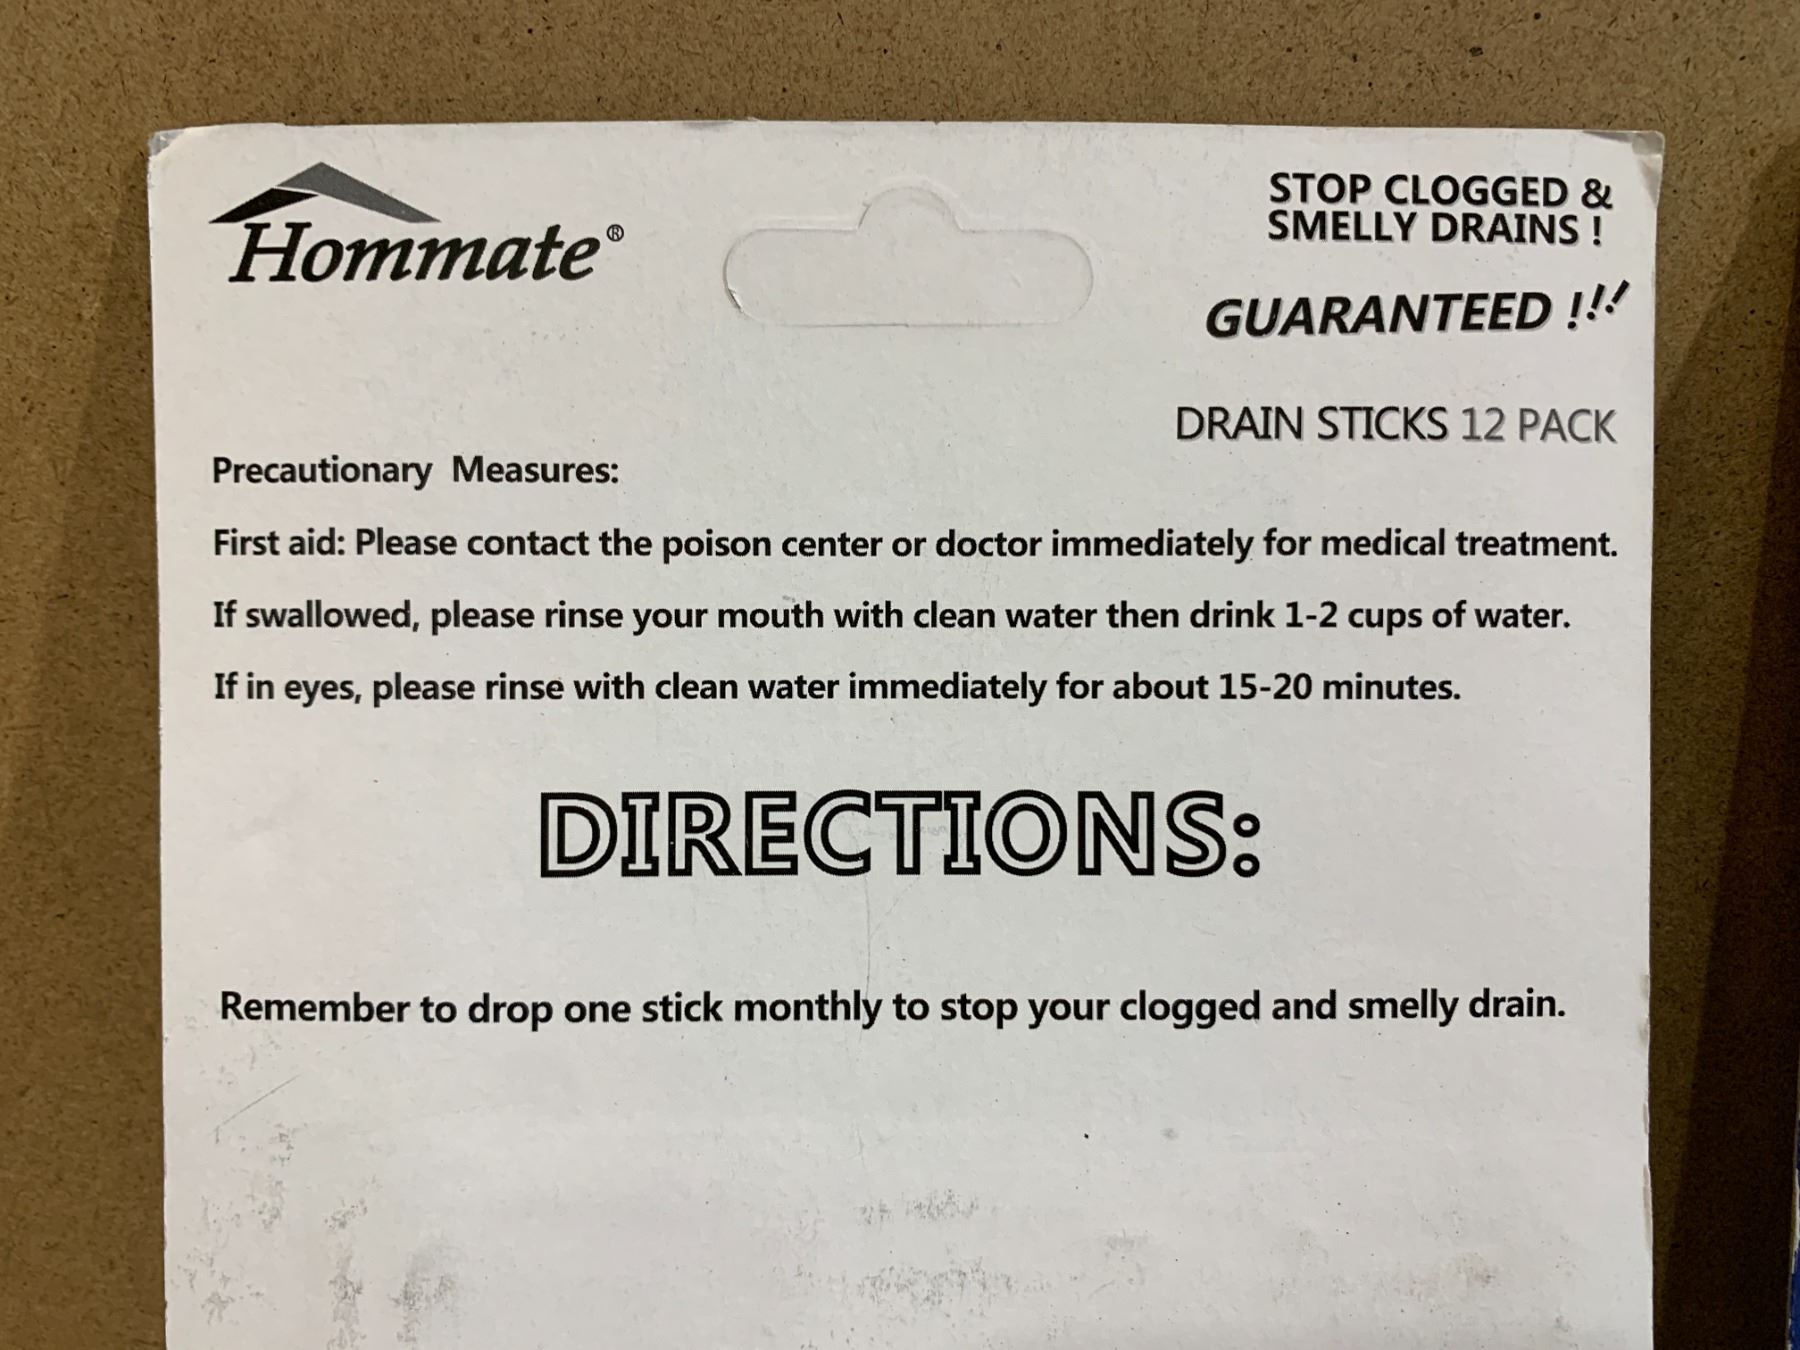 Hommate®
STOP CLOGGED &
SMELLY DRAINS !
GUARANTEED !!!
DRAIN STICKS 12 PACK
Precautionary Measures:
First aid: Please contact the poison center or doctor immediately for medical treatment.
If swallowed, please rinse your mouth with clean water then drink 1-2 cups of water.
If in eyes, please rinse with clean water immediately for about 15-20 minutes.
DIRECTIONS:
Remember to drop one stick monthly to stop your clogged and smelly drain.